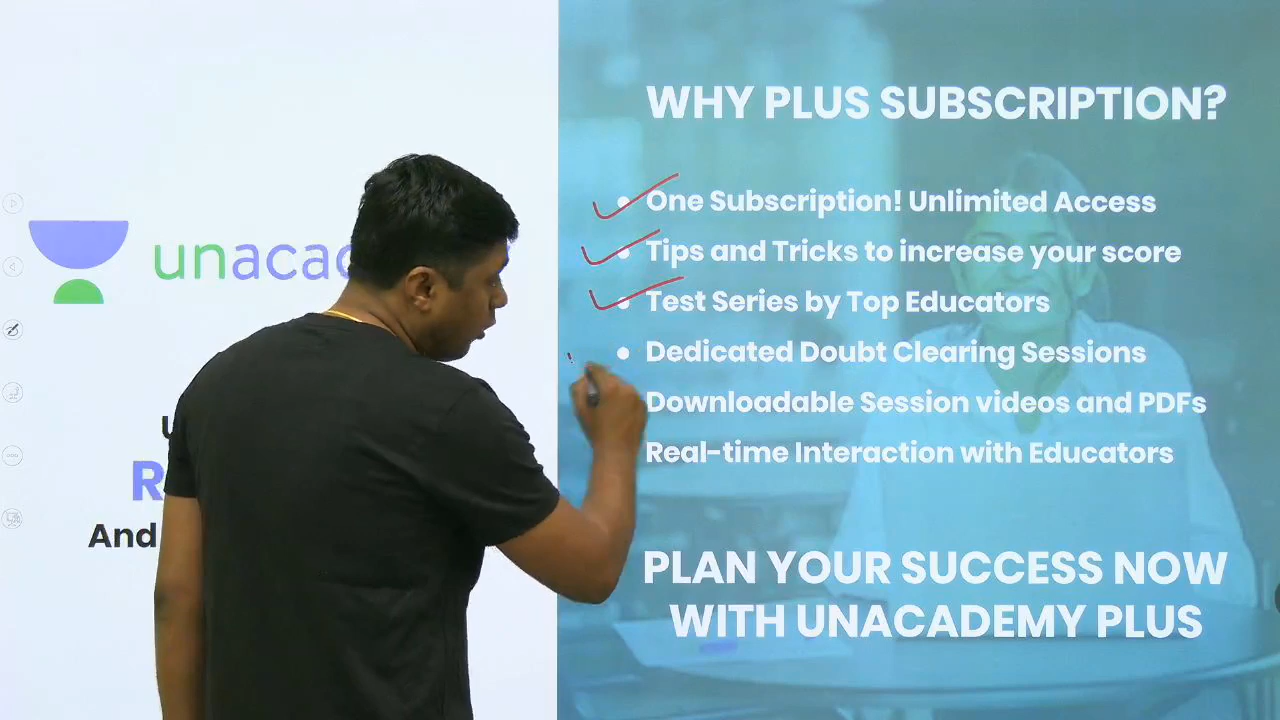 WHY PLUS SUBSCRIPTION?
• One Subscription! Unlimited Access
• Tips and Tricks to increase your score
• Test Series by Top Educators
• Dedicated Doubt Clearing Sessions
Downloadable Session videos and PDFs
Real-time Interaction with Educators
PLAN YOUR SUCCESS NOW
WITH UNACADEMY PLUS
unaca
And